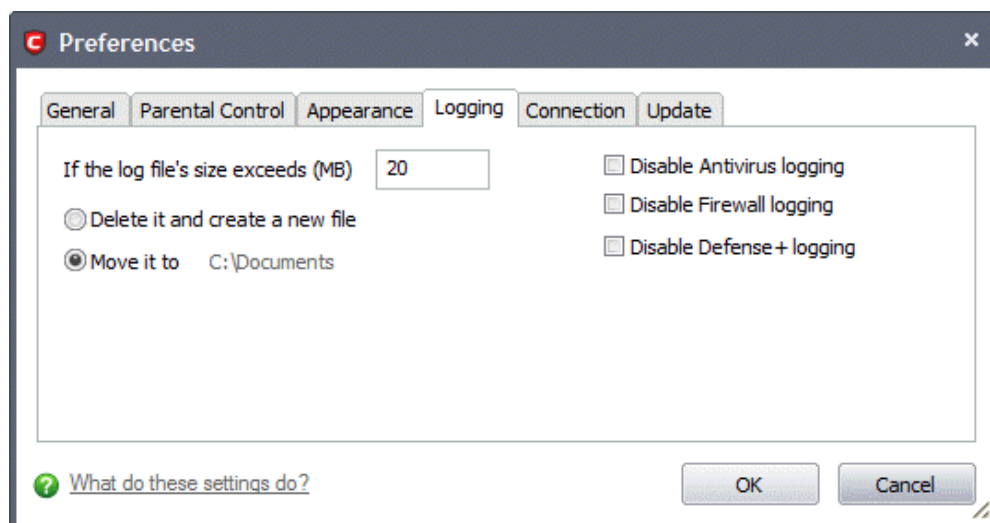 Preferences
General Parental Control Appearance Logging Connection Update
If the log file's size exceeds (MB) 20
Delete it and create a new file
Move it to C:\Documents
Disable Antivirus logging
Disable Firewall logging
Disable Defense+ logging
What do these settings do?
OK Cancel